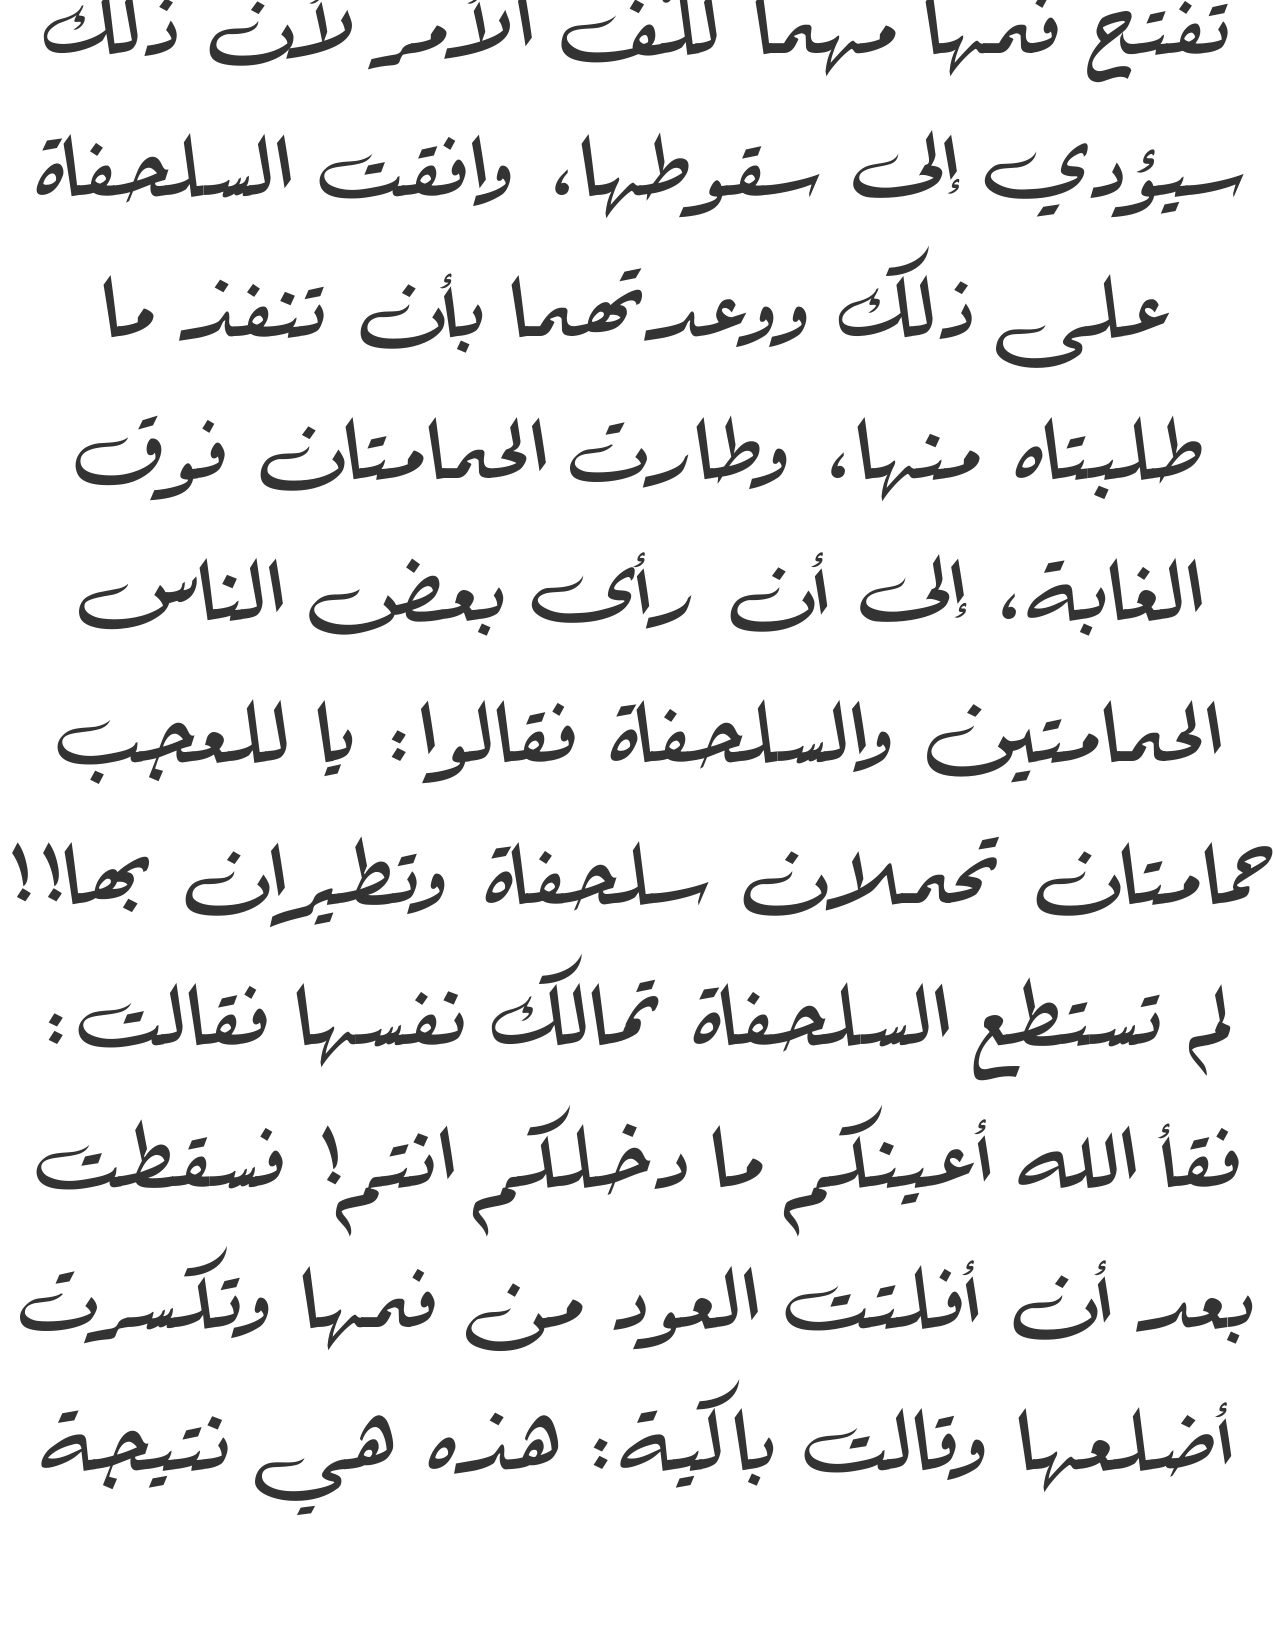 تفتح فمها مهما للّف الأمر لأن ذلك
سيؤدي إلى سقوطها، وافقت السلحفاة
على ذلك ووعدتهما بأن تنفذ ما
طلبتاه منها، وطارت الحمامتان فوق
الغابة، إلى أن رأى بعض الناس
الحمامتين والسلحفاة فقالوا: يا للعجب
حمامتان تحملان سلحفاة وتطيران بها!!
لم تستطع السلحفاة تمالك نفسها فقالت:
فقأ الله أعينكم ما دخلكم انتم! فسقطت
بعد أن أفلتت العود من فمها وتكسرت
أضلعها وقالت باكية: هذه هي نتيجة